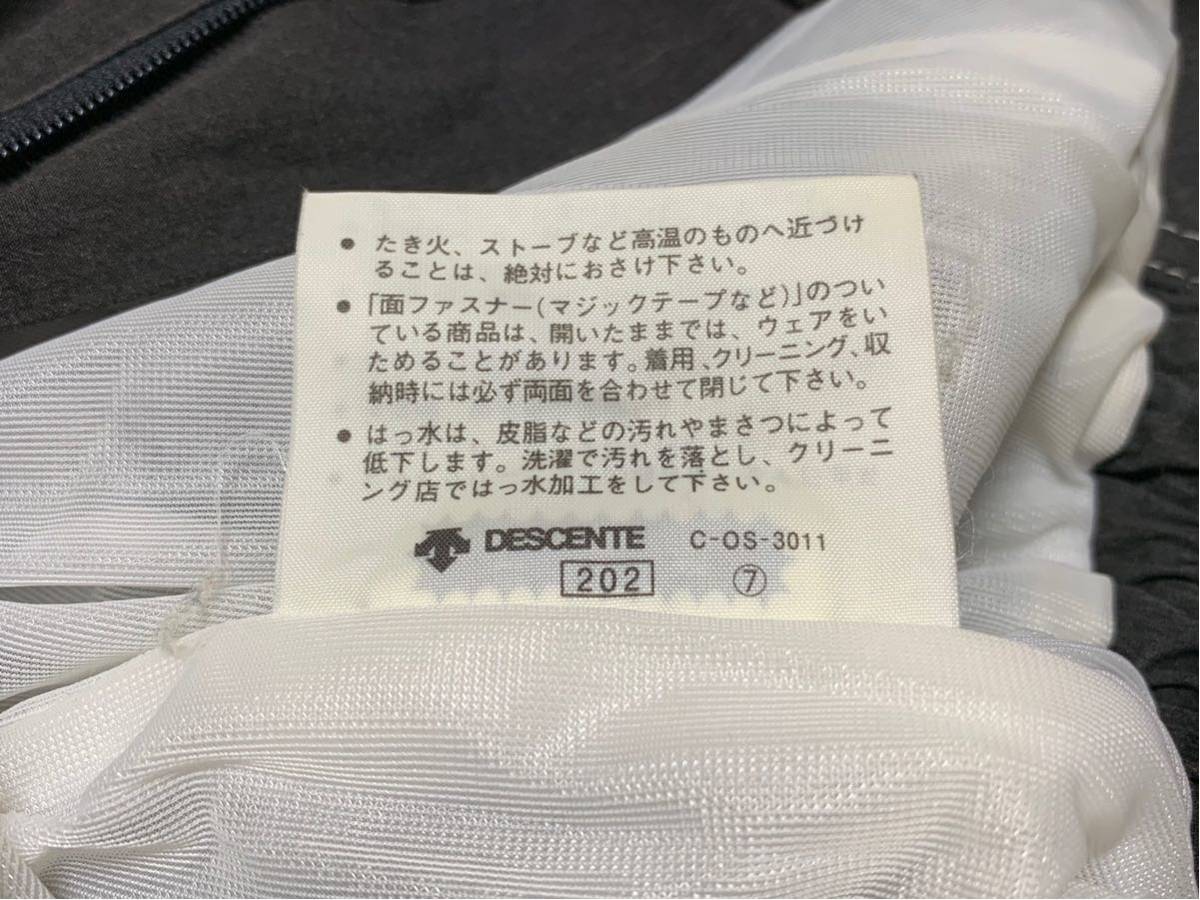 ● たき火、ストーブなど高温のものへ近づけ
ることは、絶対におさけ下さい。
● 「面ファスナー(マジックテープなど)」のつい
ている商品は、開いたままでは、ウェアをい
ためることがあります。着用、クリーニング、収
納時には必ず両面を合わせて閉じて下さい。
● はっ水は、皮脂などの汚れやまさつによって
低下します。洗濯で汚れを落とし、クリーニ
ング店ではっ水加工をして下さい。
DESCENTE C-OS-3011
202 ⑦